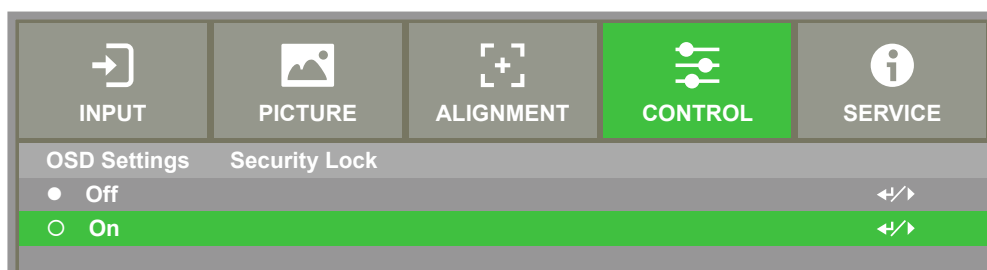 INPUT PICTURE ALIGNMENT CONTROL SERVICE
OSD Settings Security Lock
Off
On